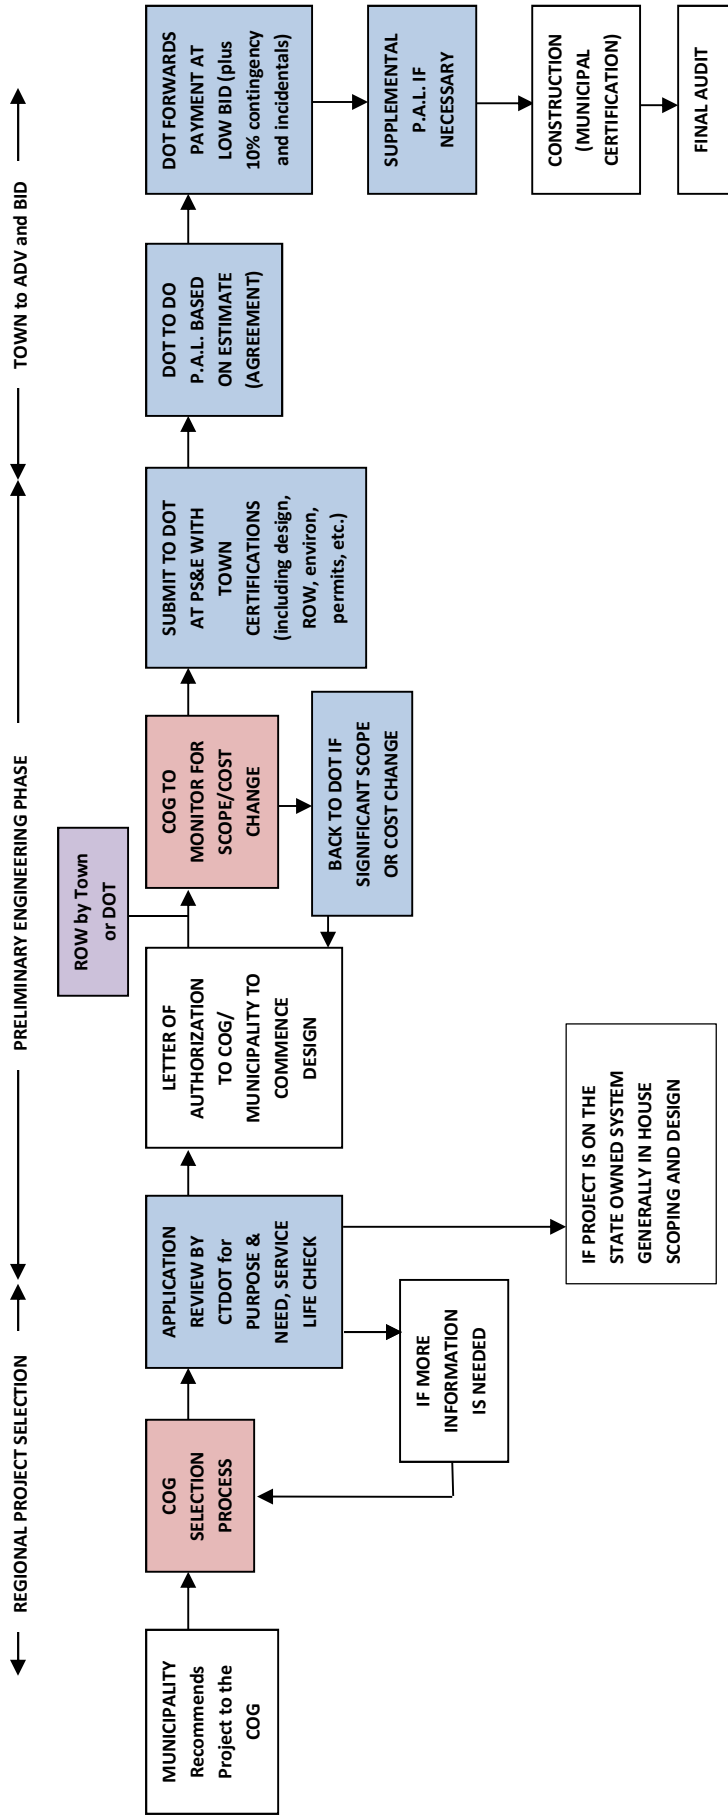 REGIONAL PROJECT SELECTION
PRELIMINARY ENGINEERING PHASE
TOWN to ADV and BID
MUNICIPALITY
Recommends
Project to the
COG
COG
SELECTION
PROCESS
APPLICATION
REVIEW BY
CTDOT for
PURPOSE &
NEED, SERVICE
LIFE CHECK
IF MORE
INFORMATION
IS NEEDED
IF PROJECT IS ON THE
STATE OWNED SYSTEM
GENERALLY IN HOUSE
SCOPING AND DESIGN
LETTER OF
AUTHORIZATION
TO COG/
MUNICIPALITY TO
COMMENCE
DESIGN
ROW by Town
or DOT
COG TO
MONITOR FOR
SCOPE/COST
CHANGE
BACK TO DOT IF
SIGNIFICANT SCOPE
OR COST CHANGE
SUBMIT TO DOT
AT PS&E WITH
TOWN
CERTIFICATIONS
(including design,
ROW, environ,
permits, etc.)
DOT TO DO
P.A.L. BASED
ON ESTIMATE
(AGREEMENT)
DOT FORWARDS
PAYMENT AT
LOW BID (plus
10% contingency
and incidentals)
SUPPLEMENTAL
P.A.L. IF
NECESSARY
CONSTRUCTION
(MUNICIPAL
CERTIFICATION)
FINAL AUDIT